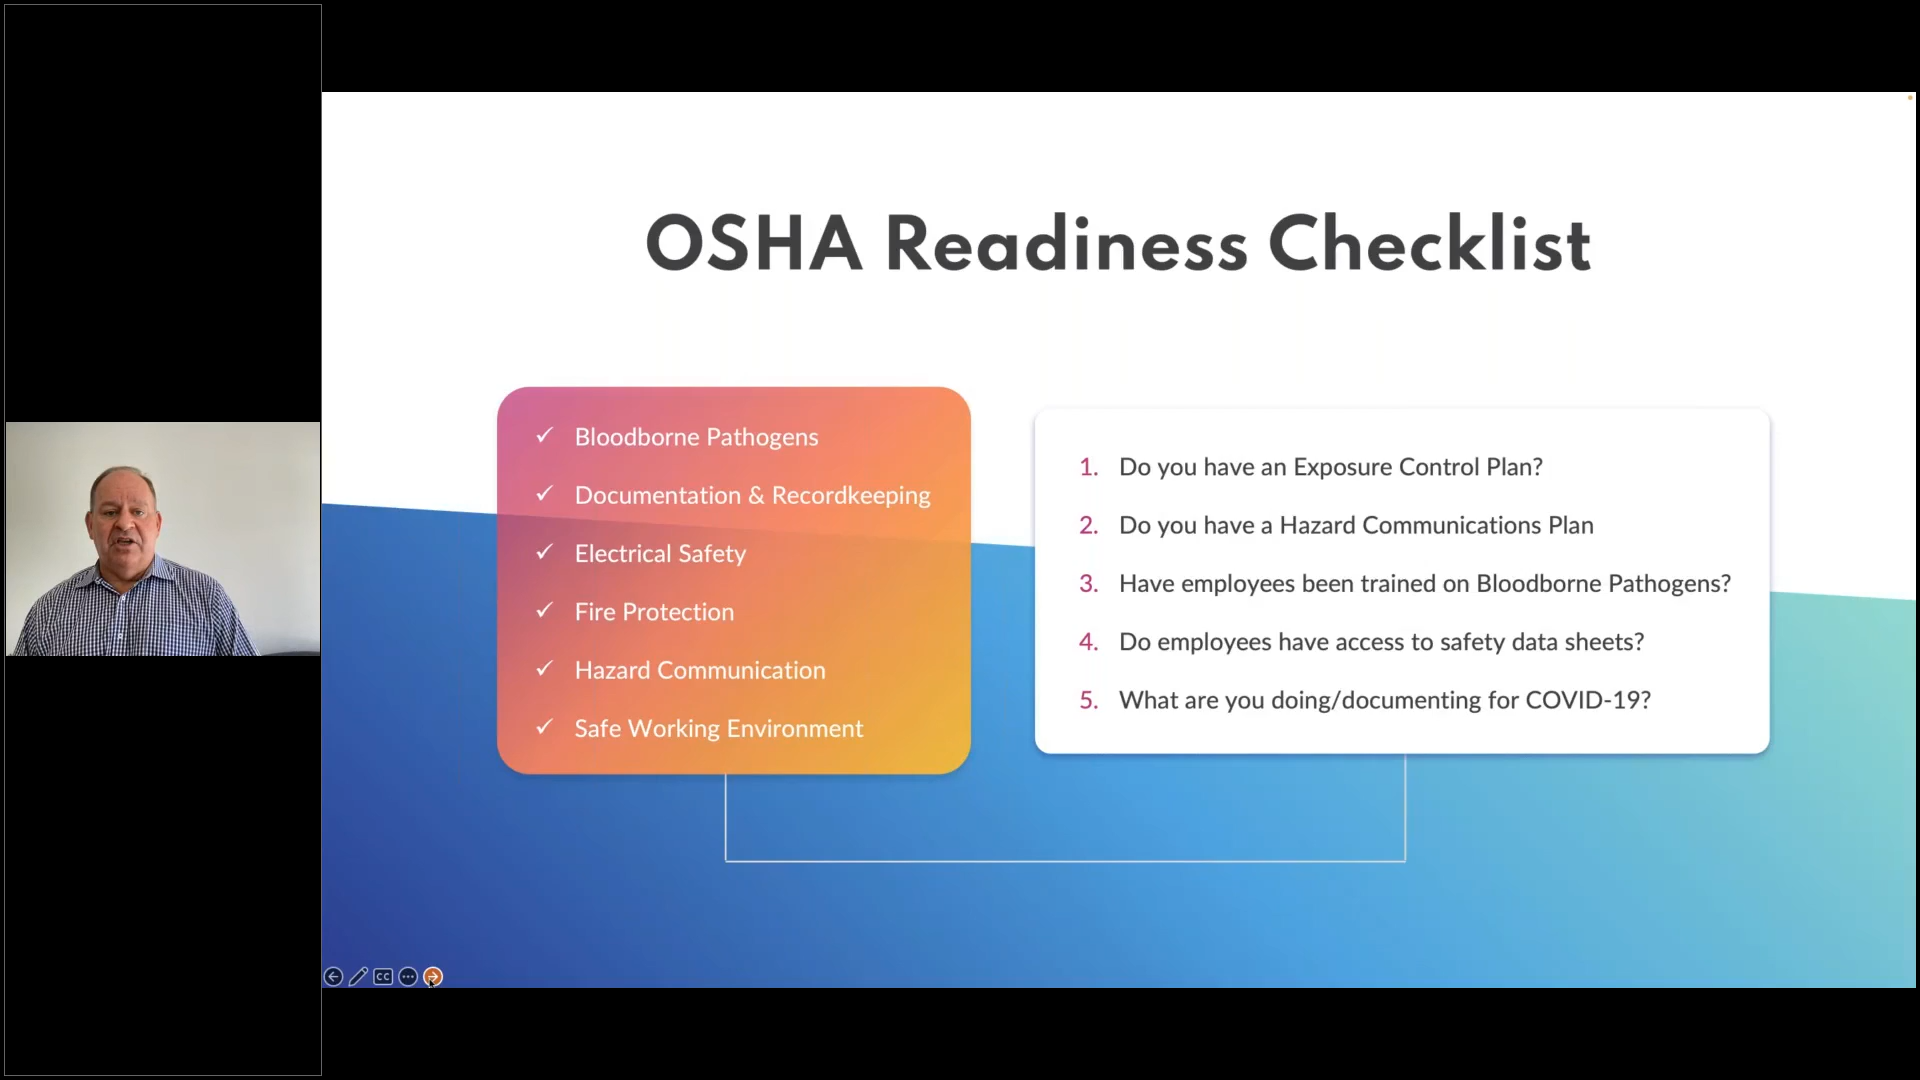 OSHA Readiness Checklist
✓ Bloodborne Pathogens
✓ Documentation & Recordkeeping
✓ Electrical Safety
✓ Fire Protection
✓ Hazard Communication
✓ Safe Working Environment
1. Do you have an Exposure Control Plan?
2. Do you have a Hazard Communications Plan
3. Have employees been trained on Bloodborne Pathogens?
4. Do employees have access to safety data sheets?
5. What are you doing/documenting for COVID-19?
CC